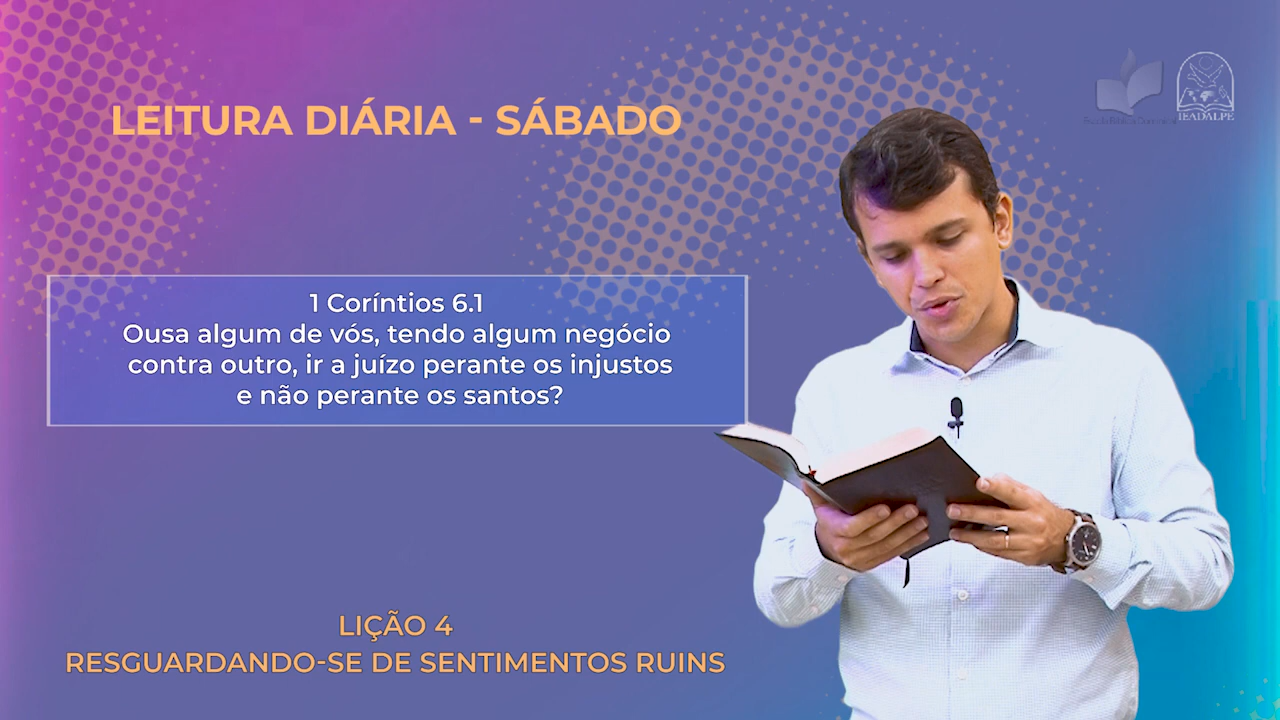 LEITURA DIÁRIA - SÁBADO
IEADALPE
1 Coríntios 6.1
Ousa algum de vós, tendo algum negócio
contra outro, ir a juízo perante os injustos
e não perante os santos?
LIÇÃO 4
RESGUARDANDO-SE DE SENTIMENTOS RUINS